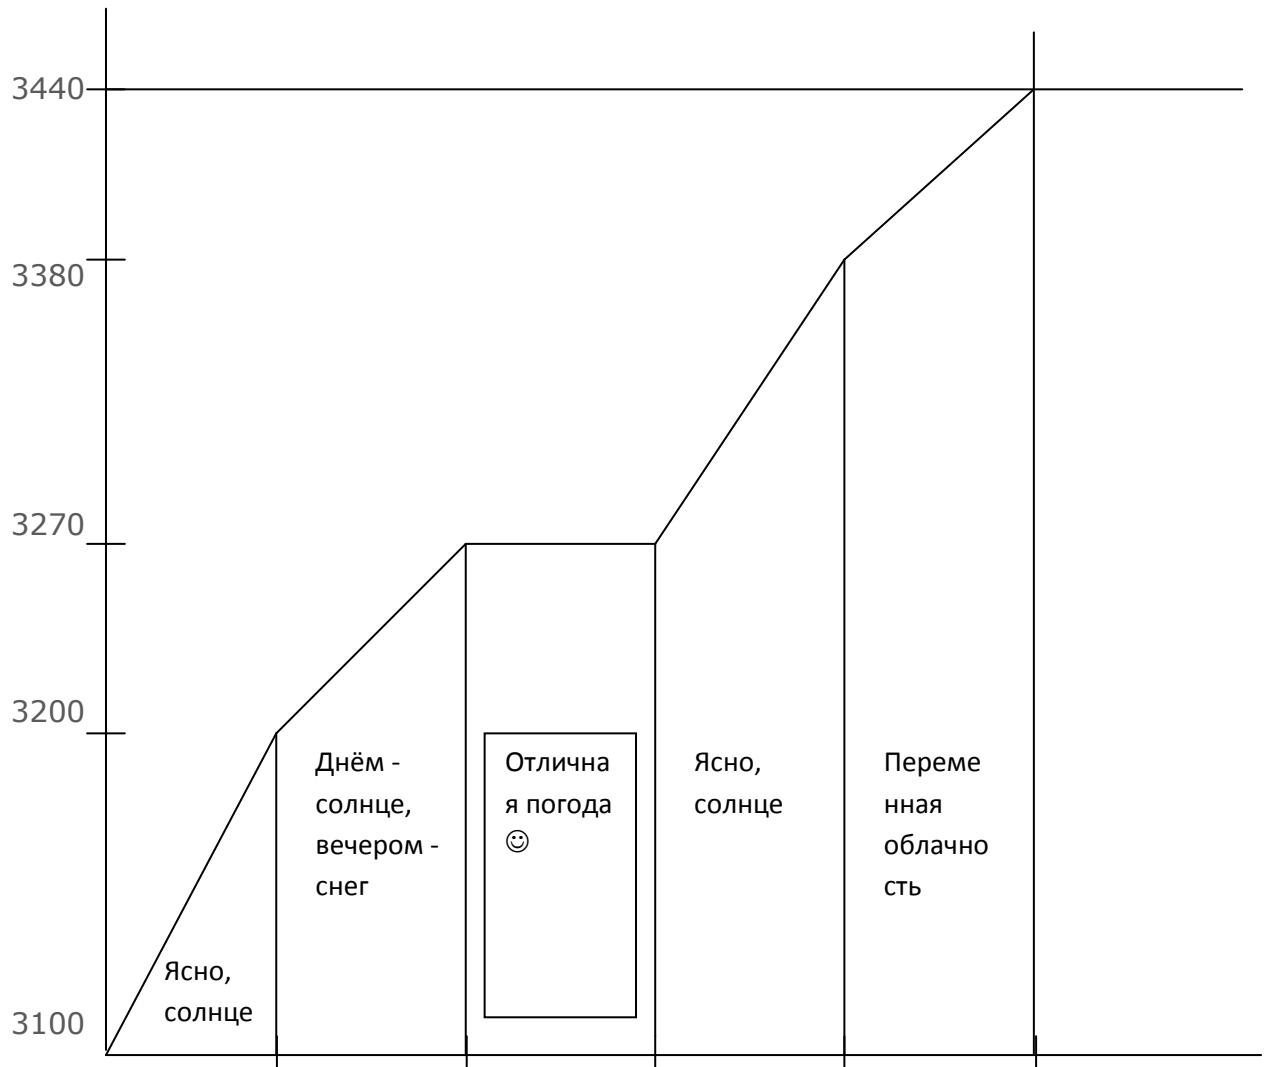 3440
3380
3270
3200
Днём -
солнце,
вечером -
снег
Отлична
я погода
☺
Ясно,
солнце
Переме
нная
облачно
сть
Ясно,
солнце
3100